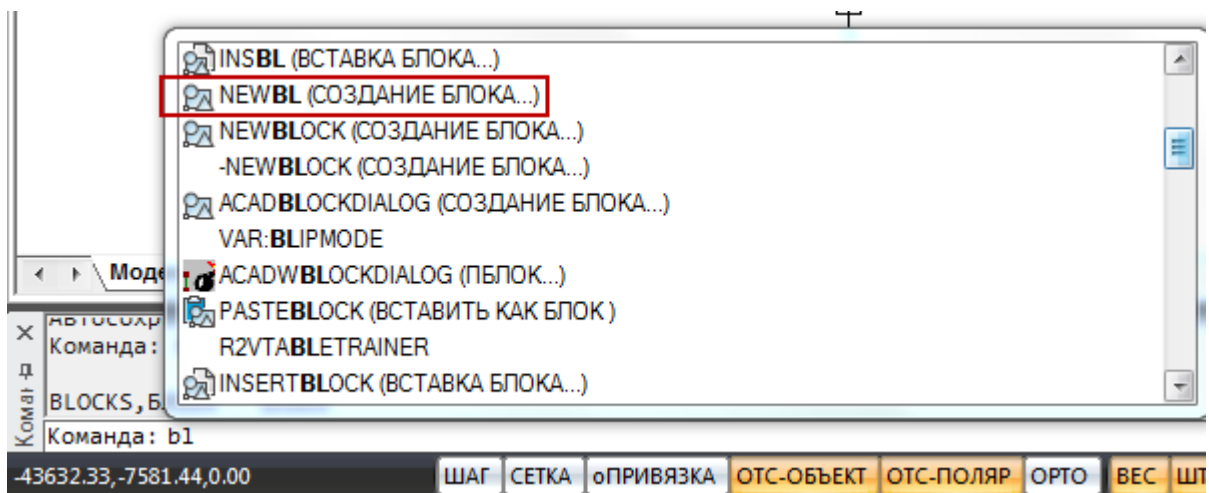 INSBL (ВСТАВКА БЛОКА...)
NEWBL (СОЗДАНИЕ БЛОКА...)
NEWBLOCK (СОЗДАНИЕ БЛОКА...)
-NEWBLOCK (СОЗДАНИЕ БЛОКА...)
ACADBLOCKDIALOG (СОЗДАНИЕ БЛОКА...)
VAR:BLIPMODE
ACADWBLOCKDIALOG (ПБЛОК...)
PASTEBLOCK (ВСТАВИТЬ КАК БЛОК )
R2VTABLETRAINER
INSERTBLOCK (ВСТАВКА БЛОКА...)
Моде
Автосохр
Команда:
BLOCKS,Б
Коман
Команда: bl
-43632.33,-7581.44,0.00 ШАГ СЕТКА оПРИВЯЗКА ОТС-ОБЪЕКТ ОТС-ПОЛЯР ОРТО ВЕС ШТ